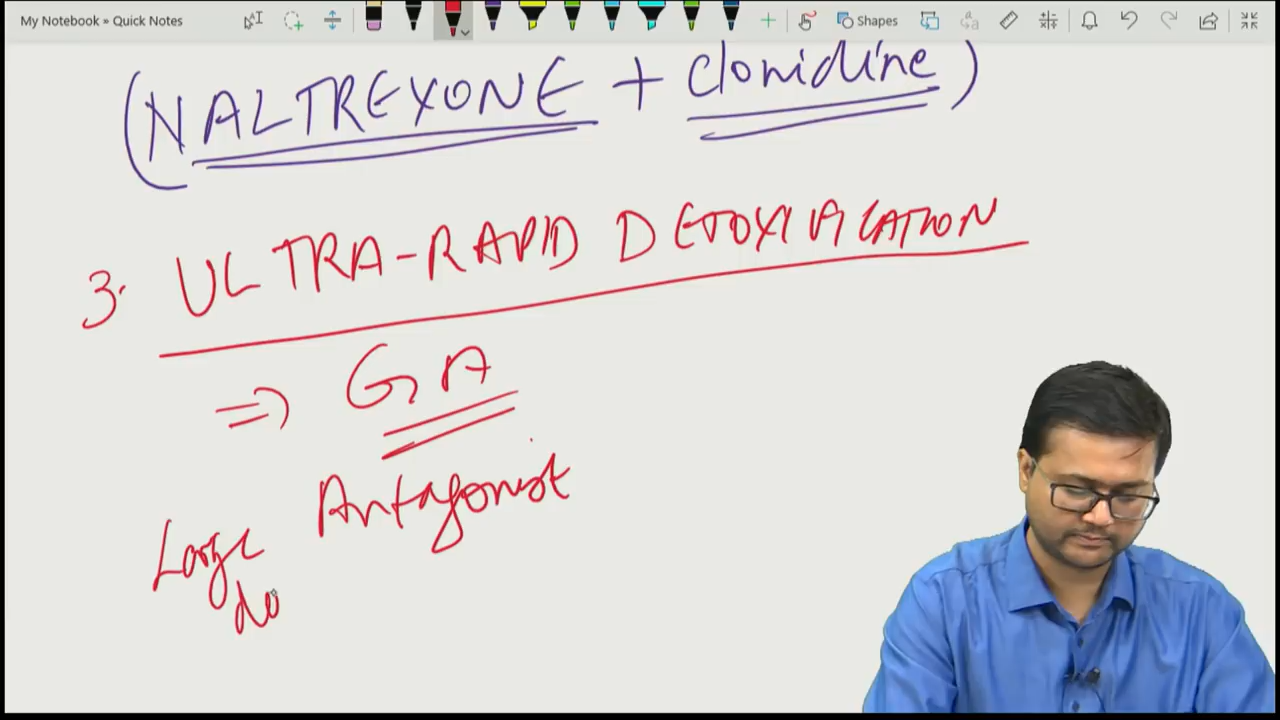 My Notebook » Quick Notes
Shapes
(NALTREXONE + Clonidine)
3. ULTRA-RAPID DETOXIFICATION
⇒ GA
Antagonist
Large
do